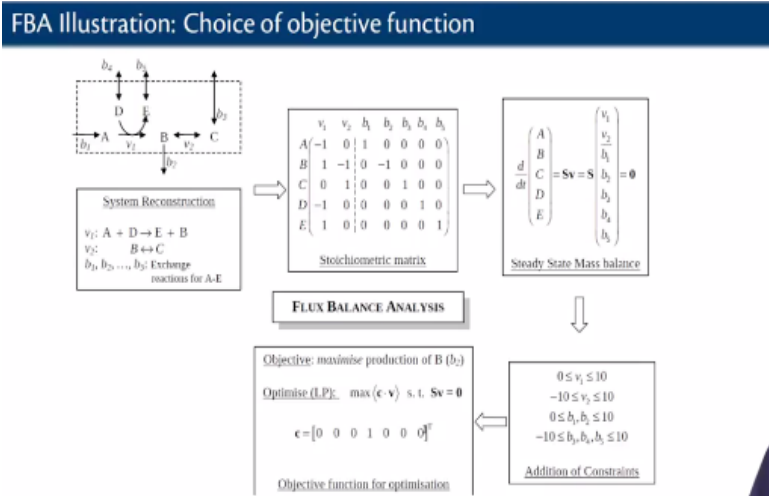 FBA Illustration: Choice of objective function
b₄ b₅
D E b₃
A B C
b₁ v₁ v₂
b₂
System Reconstruction
v₁: A + D → E + B
v₂: B ↔ C
b₁, b₂, ..., b₅: Exchange
reactions for A-E
v₁ v₂ b₁ b₂ b₃ b₄ b₅
A −1 0 1 0 0 0 0
B 1 −1 0 −1 0 0 0
C 0 1 0 0 1 0 0
D −1 0 0 0 0 1 0
E 1 0 0 0 0 0 1
Stoichiometric matrix
v₁
A v₂
B b₁
d/dt C = Sv = S b₂ = 0
D b₃
E b₄
b₅
Steady State Mass balance
FLUX BALANCE ANALYSIS
0 ≤ v₁ ≤ 10
−10 ≤ v₂ ≤ 10
0 ≤ b₁, b₂ ≤ 10
−10 ≤ b₃, b₄, b₅ ≤ 10
Addition of Constraints
Objective: maximise production of B (b₂)
Optimise (LP): max ⟨c · v⟩ s. t. Sv = 0
c = [0 0 0 1 0 0 0]ᵀ
Objective function for optimisation